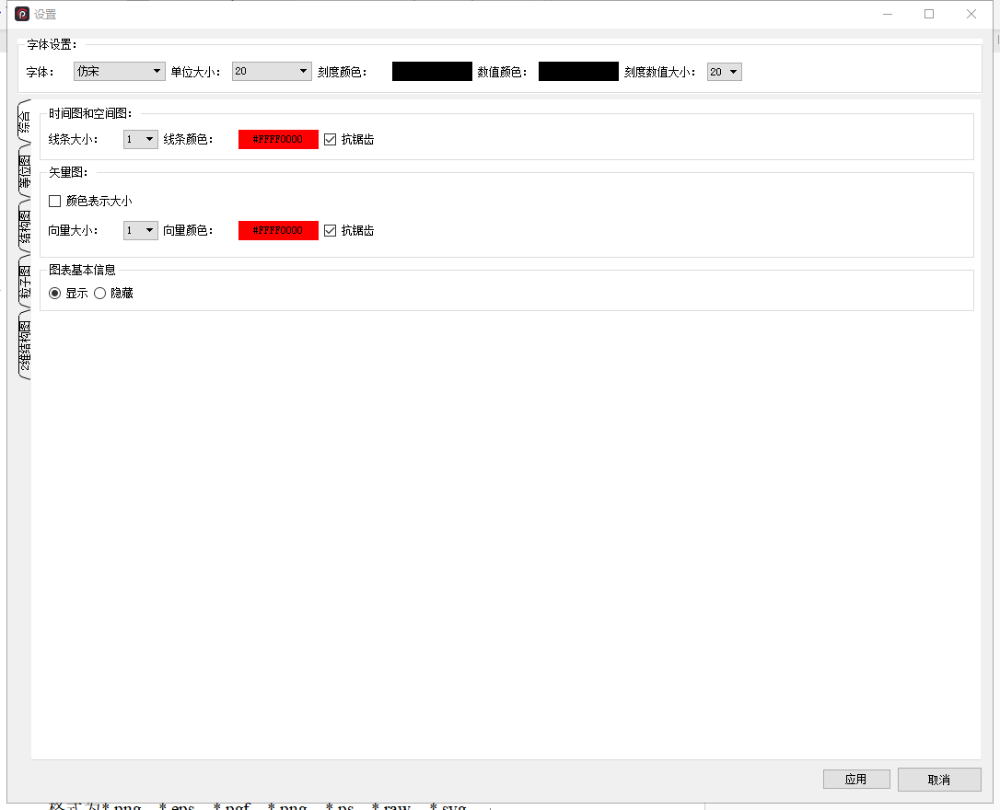 设置
字体设置：
字体： 仿宋 单位大小： 20 刻度颜色： 数值颜色： 刻度数值大小： 20
综合
等位图
结构图
粒子图
2维结构图
时间图和空间图：
线条大小： 1 线条颜色： #FFFF0000 抗锯齿
矢量图：
颜色表示大小
向量大小： 1 向量颜色： #FFFF0000 抗锯齿
图表基本信息
显示 隐藏
应用 取消
格式为*.png、*.eps、*.pgf、*.png、*.ps、*.raw、*.svg、